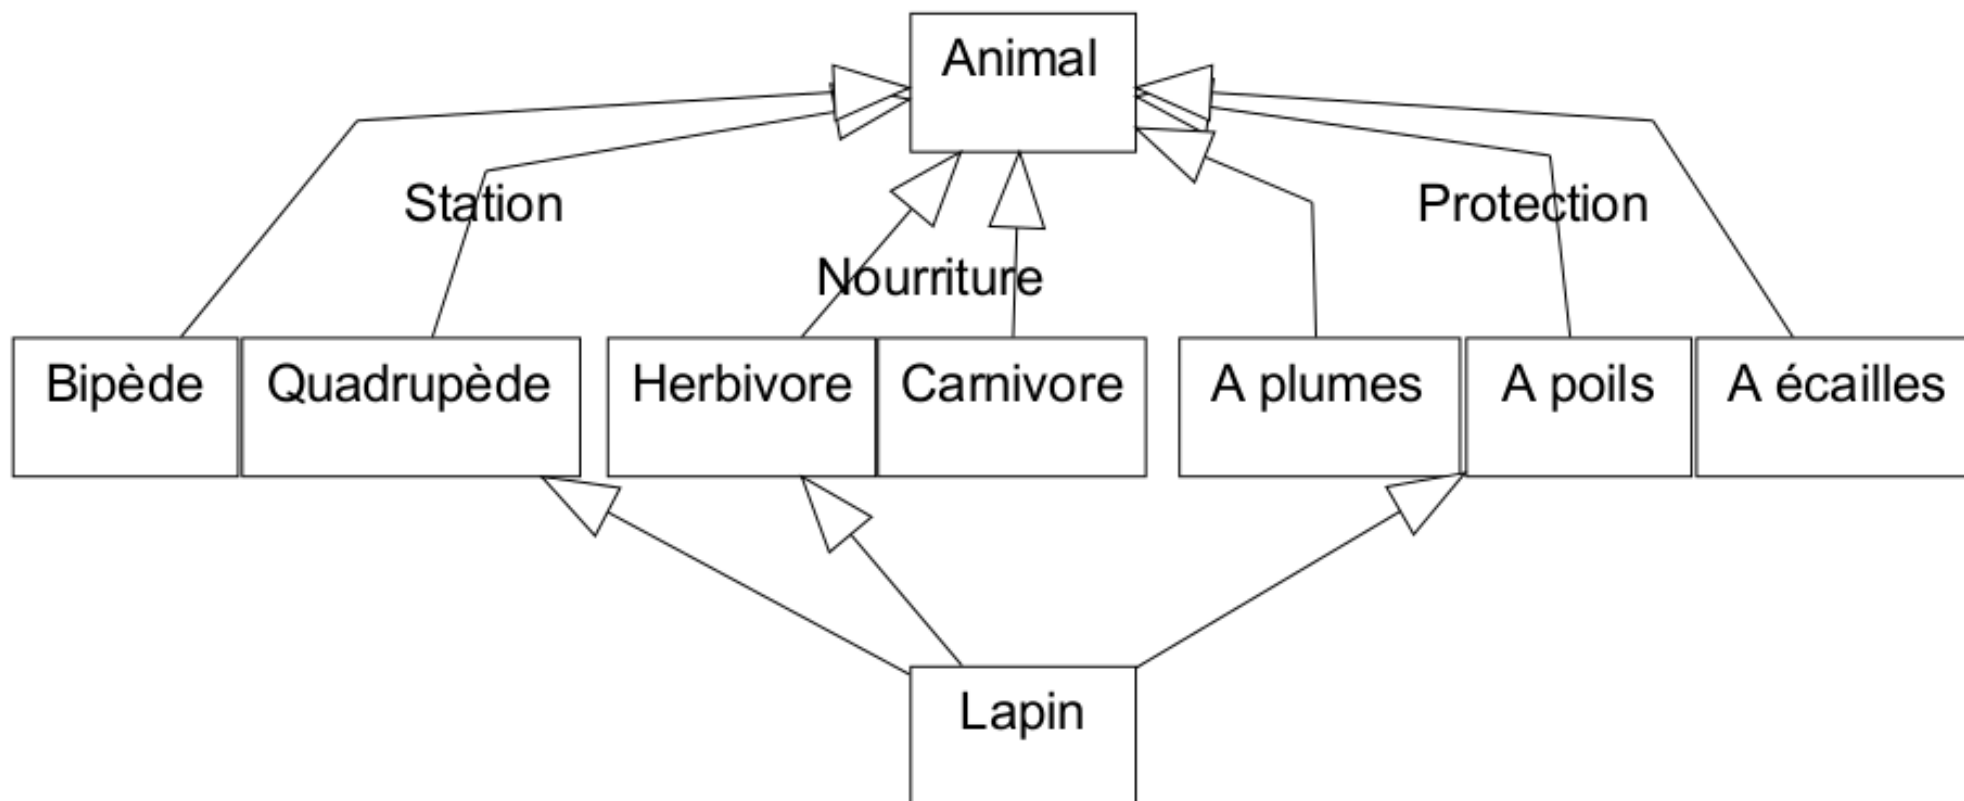 Animal
Station
Protection
Nourriture
Bipède
Quadrupède
Herbivore
Carnivore
A plumes
A poils
A écailles
Lapin